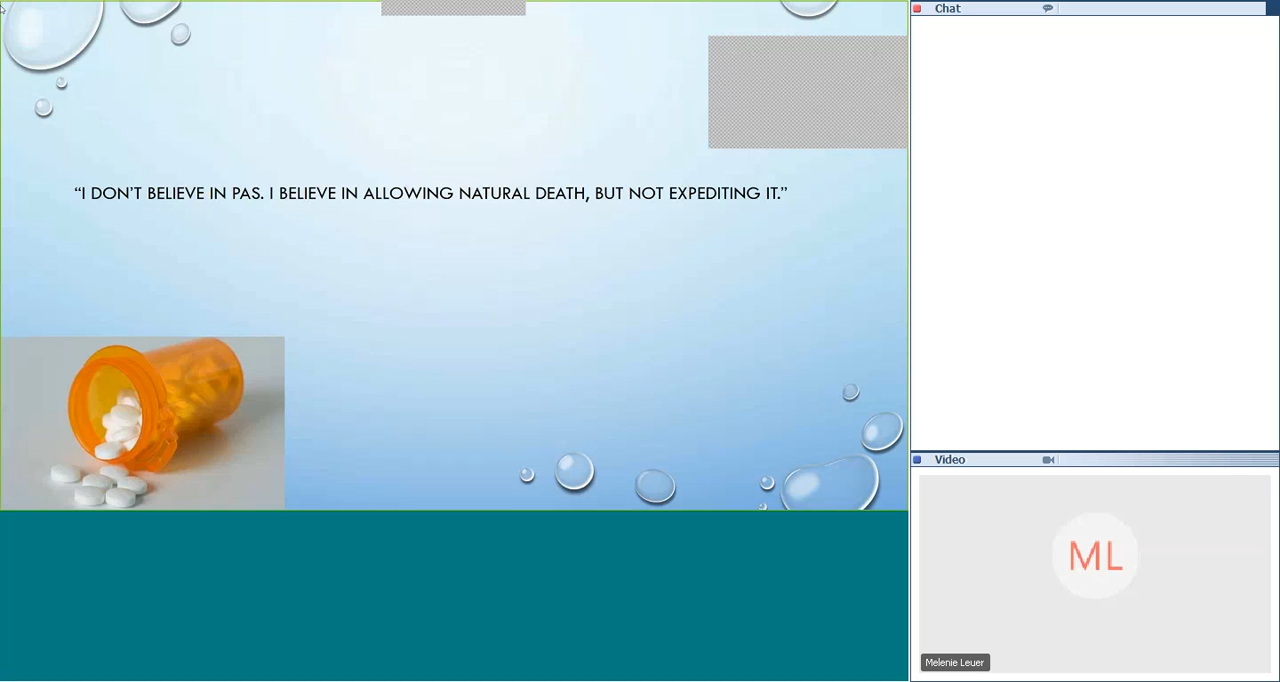 Chat
“I DON’T BELIEVE IN PAS. I BELIEVE IN ALLOWING NATURAL DEATH, BUT NOT EXPEDITING IT.”
Video
ML
Melenie Leuer